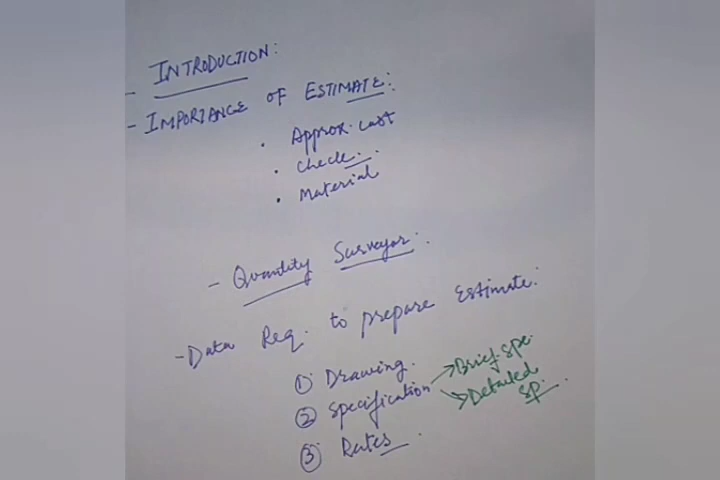 - INTRODUCTION:
- IMPORTANCE OF ESTIMATE:
• Approx. cost
• Check.
• Material
- Quantity Surveyor:
- Data Req. to prepare Estimate:
① Drawing.
② Specification → Brief. spe.
→ Detailed sp.
③ Rates.